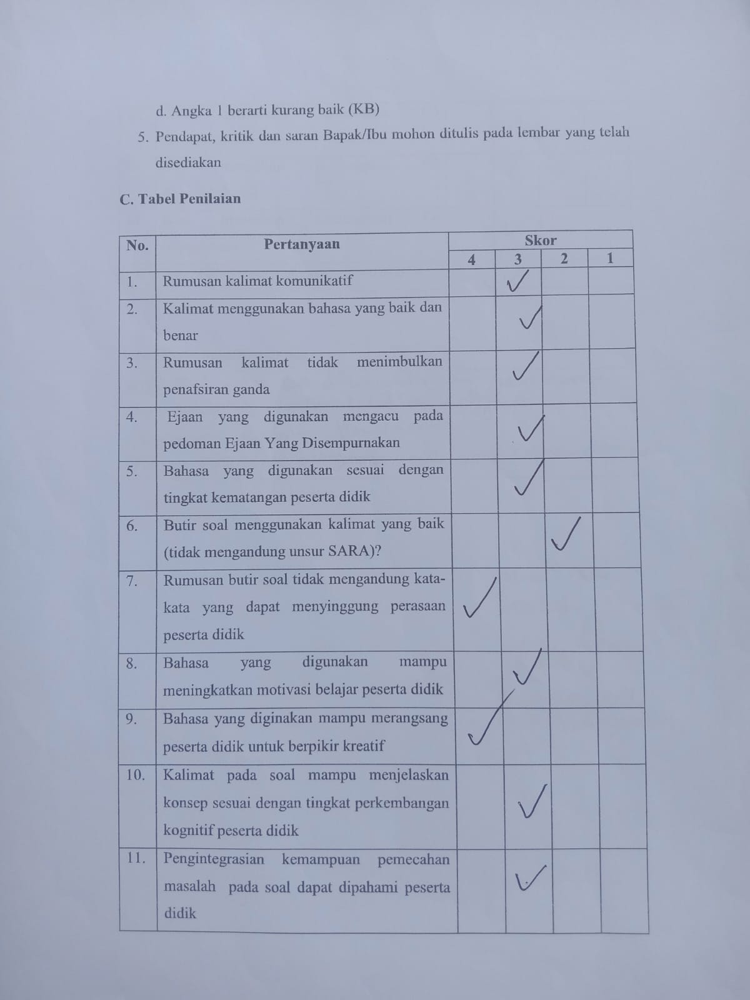 d. Angka 1 berarti kurang baik (KB)
5. Pendapat, kritik dan saran Bapak/Ibu mohon ditulis pada lembar yang telah
disediakan
C. Tabel Penilaian
No. Pertanyaan Skor
4 3 2 1
1. Rumusan kalimat komunikatif ✓
2. Kalimat menggunakan bahasa yang baik dan
benar ✓
3. Rumusan kalimat tidak menimbulkan
penafsiran ganda ✓
4. Ejaan yang digunakan mengacu pada
pedoman Ejaan Yang Disempurnakan ✓
5. Bahasa yang digunakan sesuai dengan
tingkat kematangan peserta didik ✓
6. Butir soal menggunakan kalimat yang baik
(tidak mengandung unsur SARA)? ✓
7. Rumusan butir soal tidak mengandung kata-
kata yang dapat menyinggung perasaan
peserta didik ✓
8. Bahasa yang digunakan mampu
meningkatkan motivasi belajar peserta didik ✓
9. Bahasa yang diginakan mampu merangsang
peserta didik untuk berpikir kreatif ✓
10. Kalimat pada soal mampu menjelaskan
konsep sesuai dengan tingkat perkembangan
kognitif peserta didik ✓
11. Pengintegrasian kemampuan pemecahan
masalah pada soal dapat dipahami peserta
didik ✓